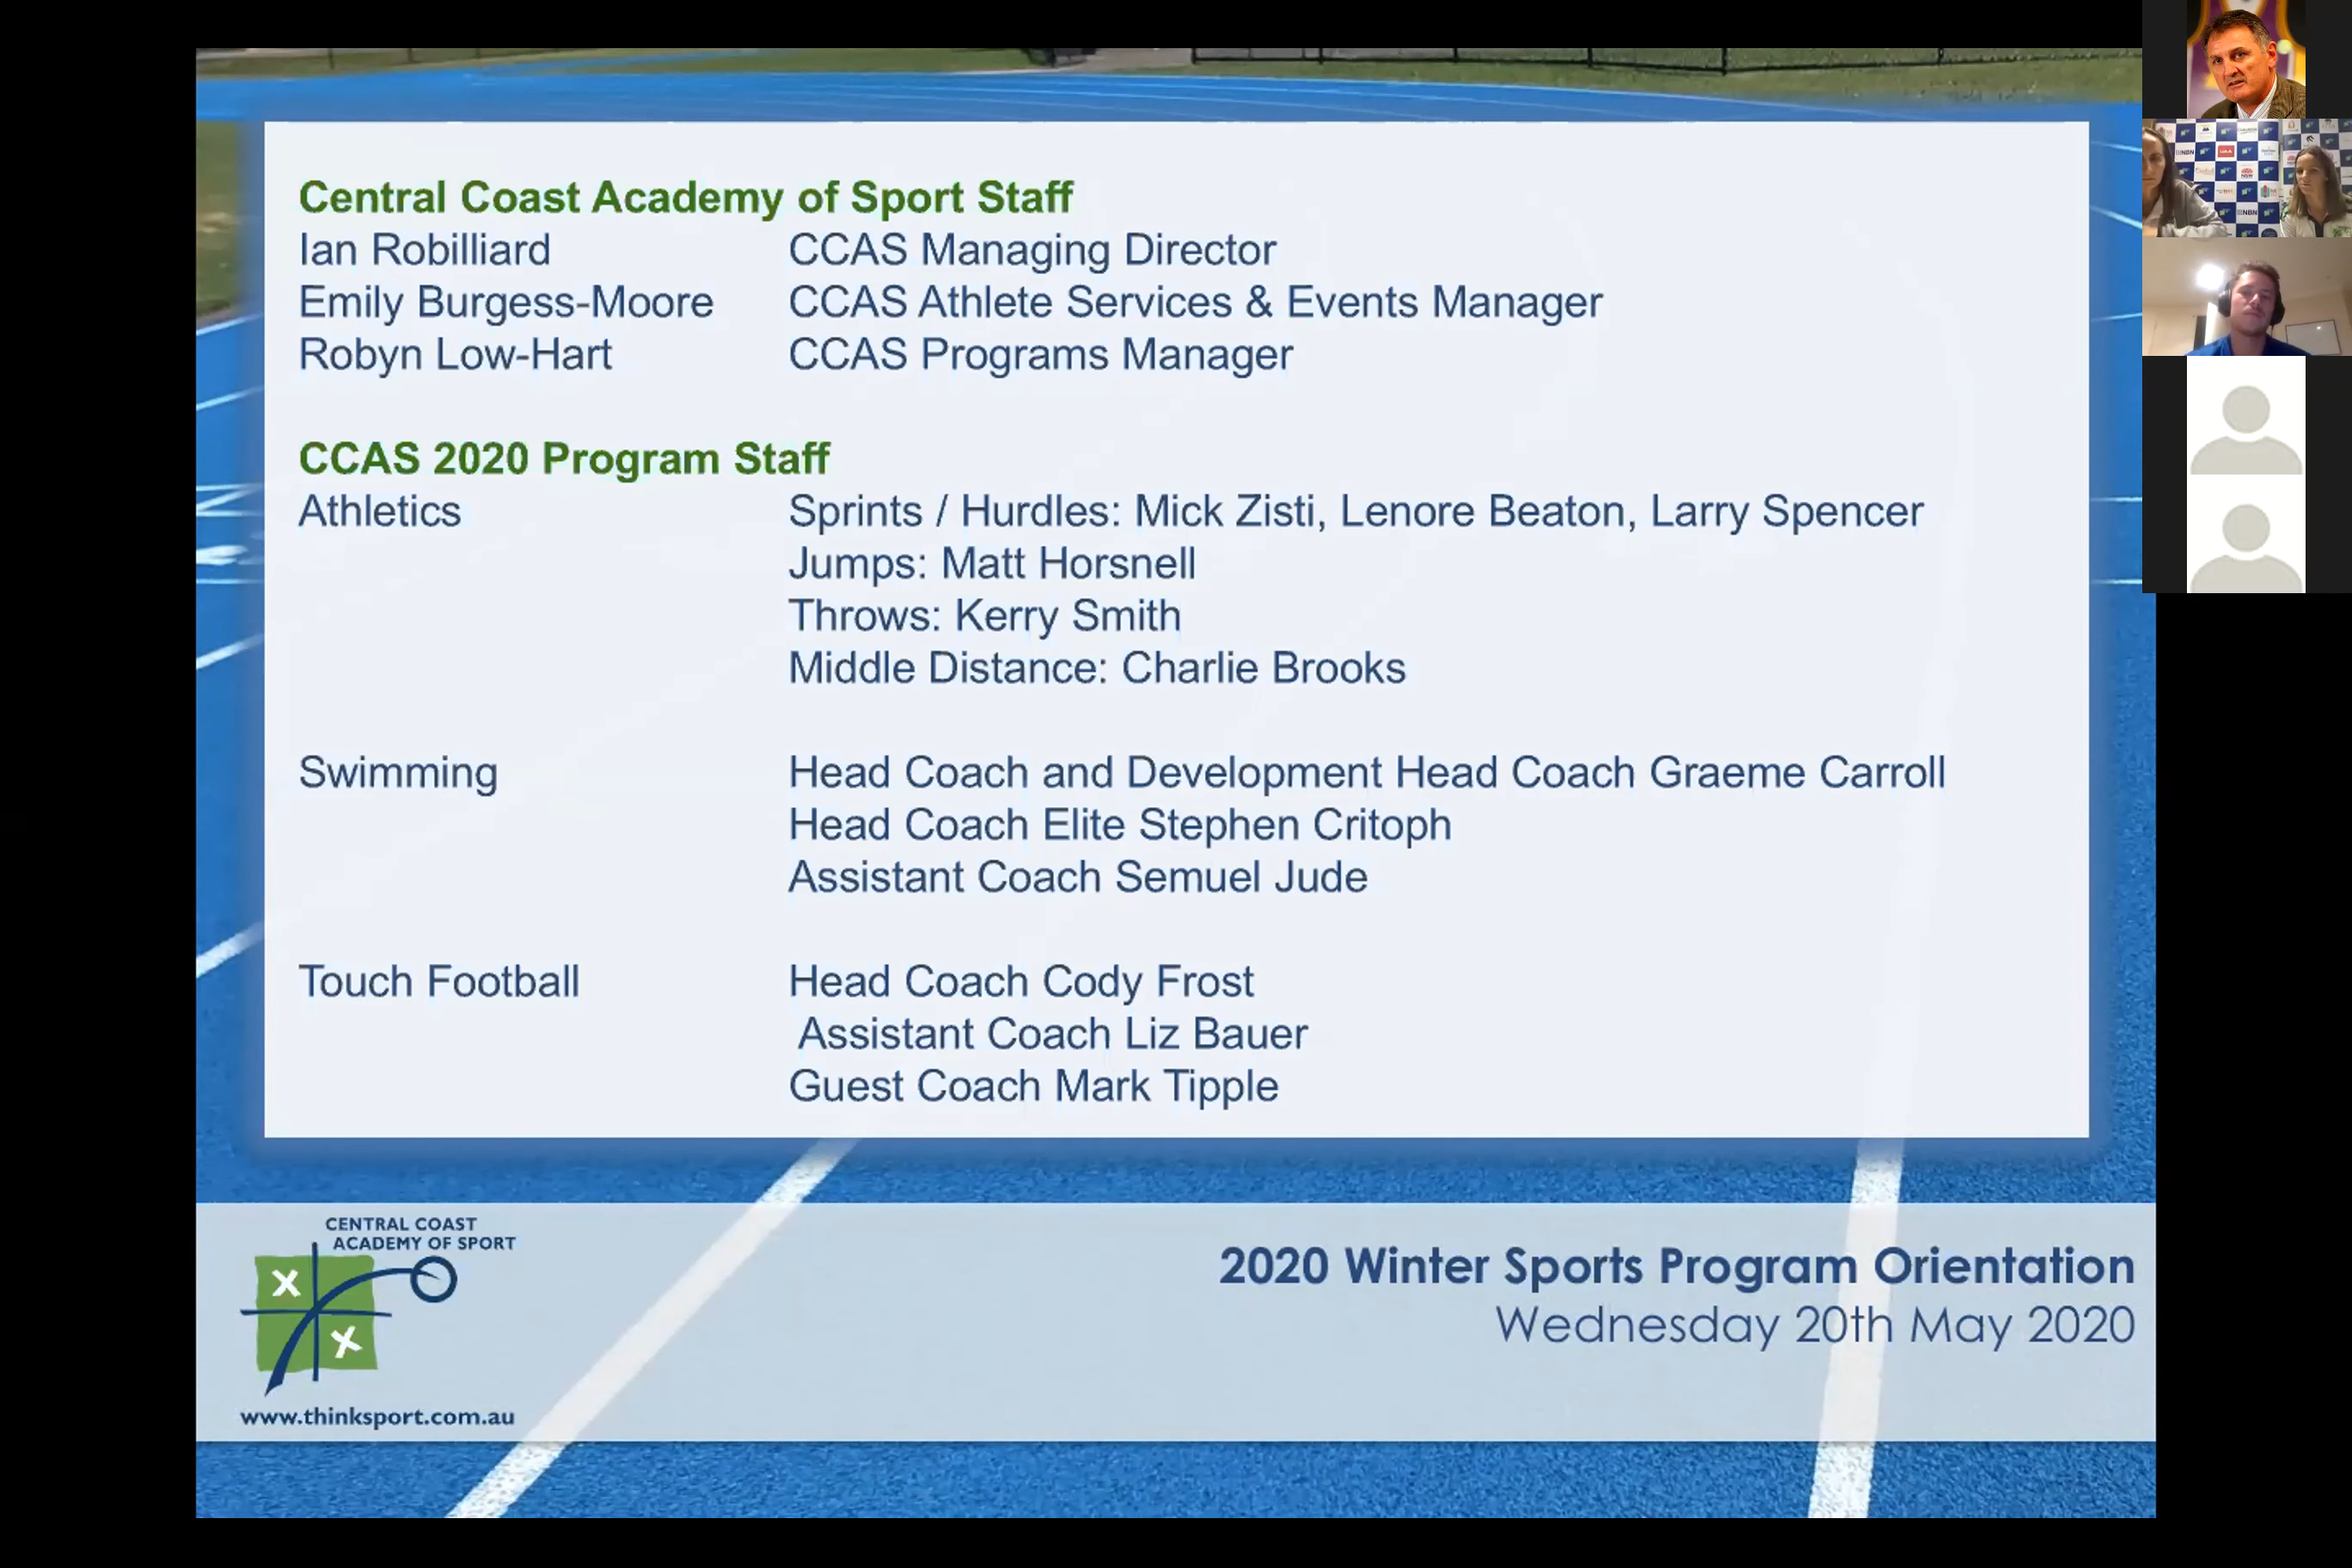 Central Coast Academy of Sport Staff
Ian Robilliard CCAS Managing Director
Emily Burgess-Moore CCAS Athlete Services & Events Manager
Robyn Low-Hart CCAS Programs Manager
CCAS 2020 Program Staff
Athletics Sprints / Hurdles: Mick Zisti, Lenore Beaton, Larry Spencer
Jumps: Matt Horsnell
Throws: Kerry Smith
Middle Distance: Charlie Brooks
Swimming Head Coach and Development Head Coach Graeme Carroll
Head Coach Elite Stephen Critoph
Assistant Coach Semuel Jude
Touch Football Head Coach Cody Frost
Assistant Coach Liz Bauer
Guest Coach Mark Tipple
CENTRAL COAST
ACADEMY OF SPORT
www.thinksport.com.au
2020 Winter Sports Program Orientation
Wednesday 20th May 2020